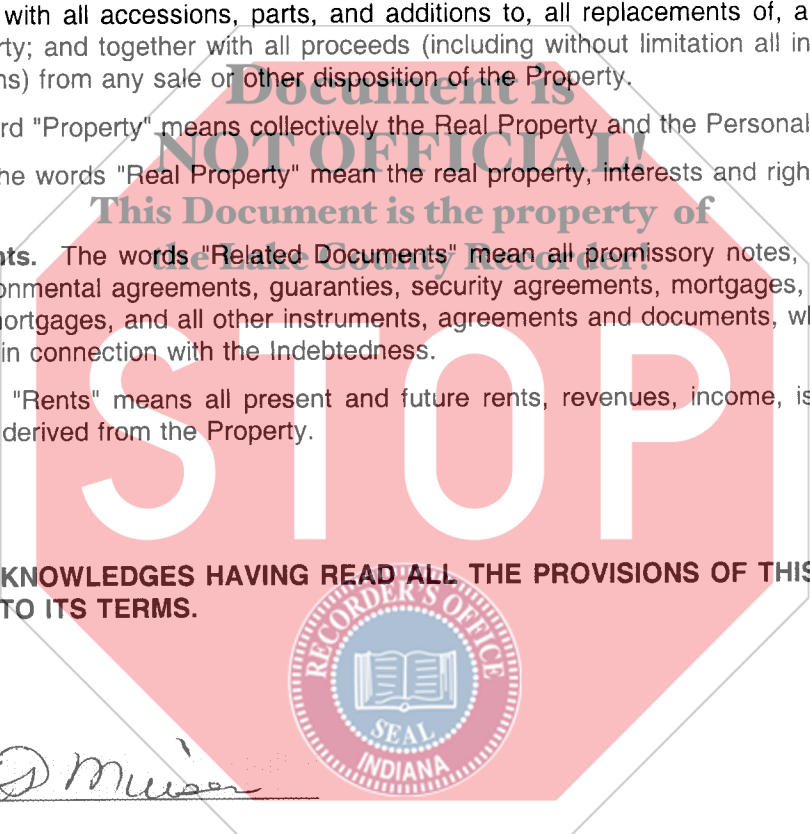 with all accessions, parts, and additions to, all replacements of, a
rty; and together with all proceeds (including without limitation all in
ns) from any sale or other disposition of the Property.
Document is
rd "Property" means collectively the Real Property and the Personal
NOT OFFICIAL!
he words "Real Property" mean the real property, interests and righ
This Document is the property of
nts. The words "Related Documents" mean all promissory notes,
the Lake County Recorder!
onmental agreements, guaranties, security agreements, mortgages,
mortgages, and all other instruments, agreements and documents, wh
in connection with the Indebtedness.
"Rents" means all present and future rents, revenues, income, is
derived from the Property.
STOP
KNOWLEDGES HAVING READ ALL THE PROVISIONS OF THIS
TO ITS TERMS.
RECORDER'S OFFICE
SEAL
INDIANA